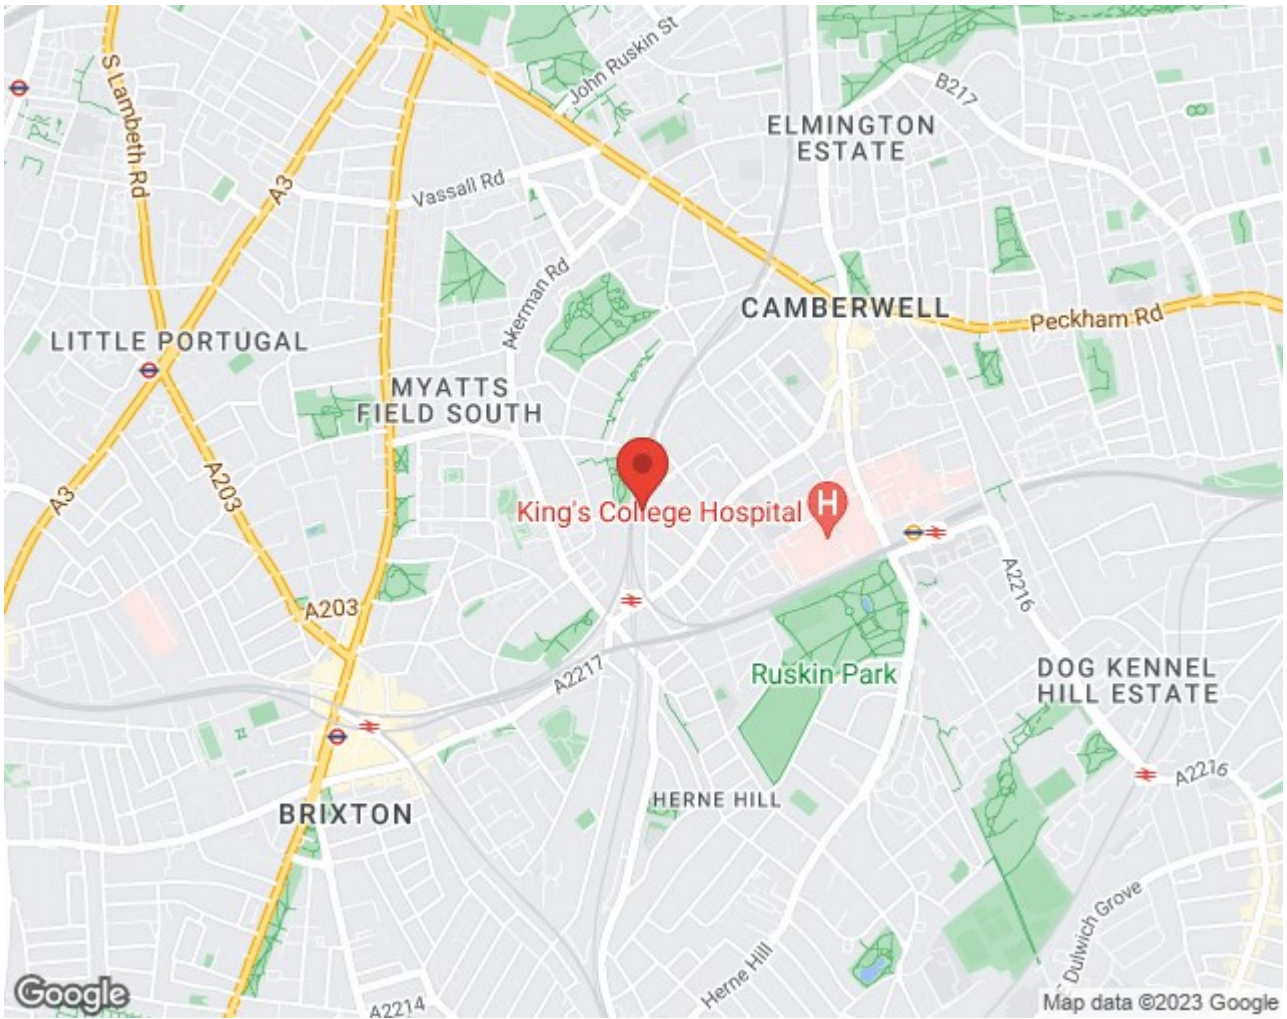 S Lambeth Rd
John Ruskin St
B217
ELMINGTON
ESTATE
A3
Vassall Rd
Akerman Rd
CAMBERWELL
Peckham Rd
LITTLE PORTUGAL
MYATTS
FIELD SOUTH
A3
A203
King's College Hospital
H
A203
A2216
A2217
Ruskin Park
DOG KENNEL
HILL ESTATE
A2216
BRIXTON
HERNE HILL
Herne Hill
Dulwich Grove
A2214
Google
Map data ©2023 Google